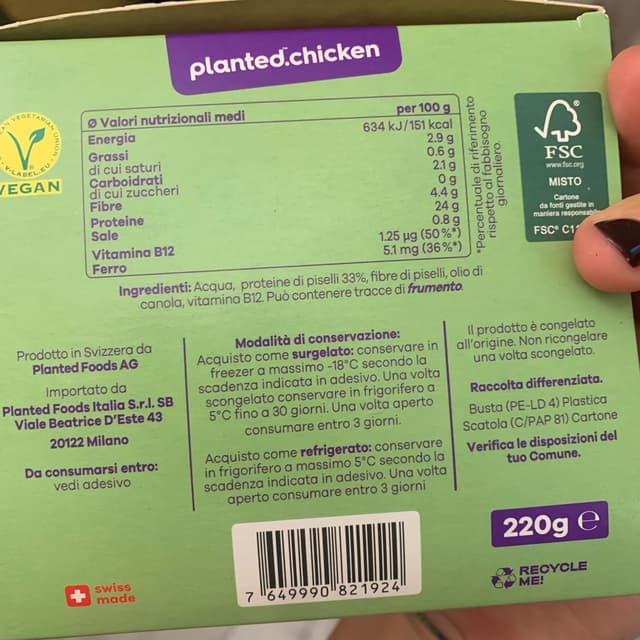 planted.chicken
VEGETARIAN UNION
V-LABEL.EU
VEGAN
Ø Valori nutrizionali medi per 100 g
Energia 634 kJ/151 kcal
Grassi 2.9 g
di cui saturi 0.6 g
Carboidrati 2.1 g
di cui zuccheri 0 g
Fibre 4.4 g
Proteine 24 g
Sale 0.8 g
Vitamina B12 1.25 µg (50%*)
Ferro 5.1 mg (36%*)
*Percentuale di riferimento
rispetto al fabbisogno
giornaliero.
FSC
www.fsc.org
MISTO
Cartone
da fonti gestite in
maniera responsabile
FSC® C11
Ingredienti: Acqua, proteine di piselli 33%, fibre di piselli, olio di
canola, vitamina B12. Può contenere tracce di frumento.
Prodotto in Svizzera da
Planted Foods AG
Importato da
Planted Foods Italia S.r.l. SB
Viale Beatrice D'Este 43
20122 Milano
Da consumarsi entro:
vedi adesivo
Modalità di conservazione:
Acquisto come surgelato: conservare in
freezer a massimo -18°C secondo la
scadenza indicata in adesivo. Una volta
scongelato conservare in frigorifero a
5°C fino a 30 giorni. Una volta aperto
consumare entro 3 giorni.
Acquisto come refrigerato: conservare
in frigorifero a massimo 5°C secondo la
scadenza indicata in adesivo. Una volta
aperto consumare entro 3 giorni
Il prodotto è congelato
all'origine. Non ricongelare
una volta scongelato.
Raccolta differenziata.
Busta (PE-LD 4) Plastica
Scatola (C/PAP 81) Cartone
Verifica le disposizioni del
tuo Comune.
220g e
swiss
made
7 649990 821924
RECYCLE
ME!